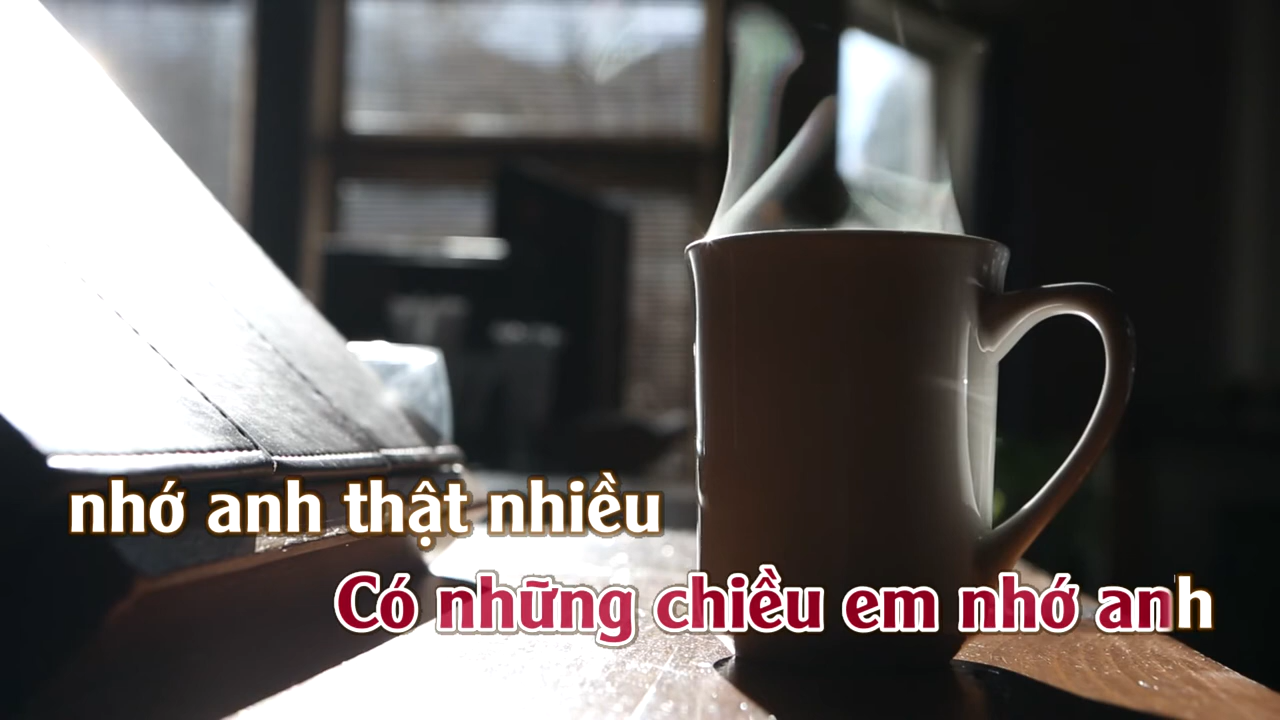 nhớ anh thật nhiều
Có những chiều em nhớ anh